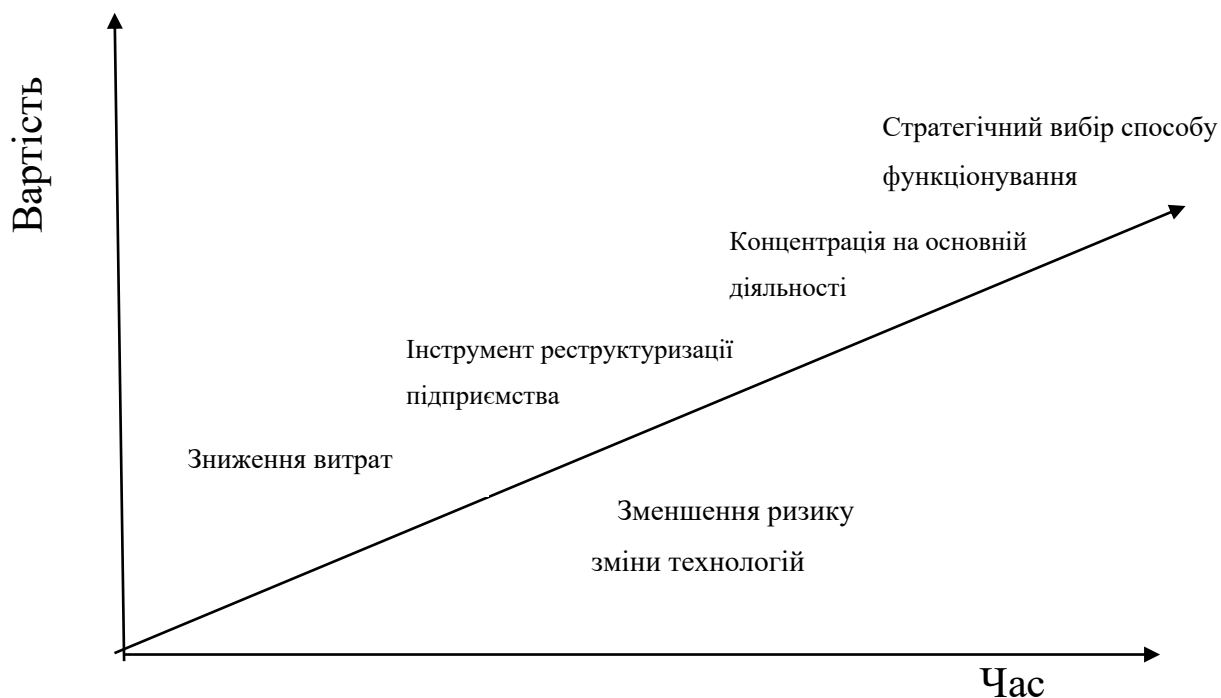 Вартість
Стратегічний вибір способу
функціонування
Концентрація на основній
діяльності
Інструмент реструктуризації
підприємства
Зниження витрат
Зменшення ризику
зміни технологій
Час